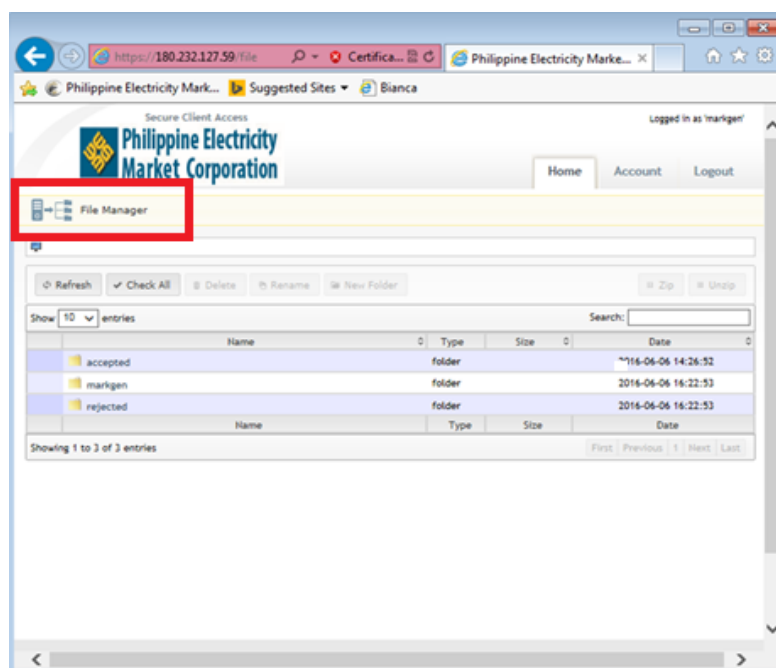 https://180.232.127.59/file Certifica... Philippine Electricity Marke...
Philippine Electricity Mark... Suggested Sites Bianca
Secure Client Access
Logged in as 'markgen'
Philippine Electricity
Market Corporation
Home Account Logout
File Manager
Refresh Check All Delete Rename New Folder Zip Unzip
Show 10 entries Search:
Name Type Size Date
accepted folder 2016-06-06 14:26:52
markgen folder 2016-06-06 16:22:53
rejected folder 2016-06-06 16:22:53
Name Type Size Date
Showing 1 to 3 of 3 entries First Previous 1 Next Last